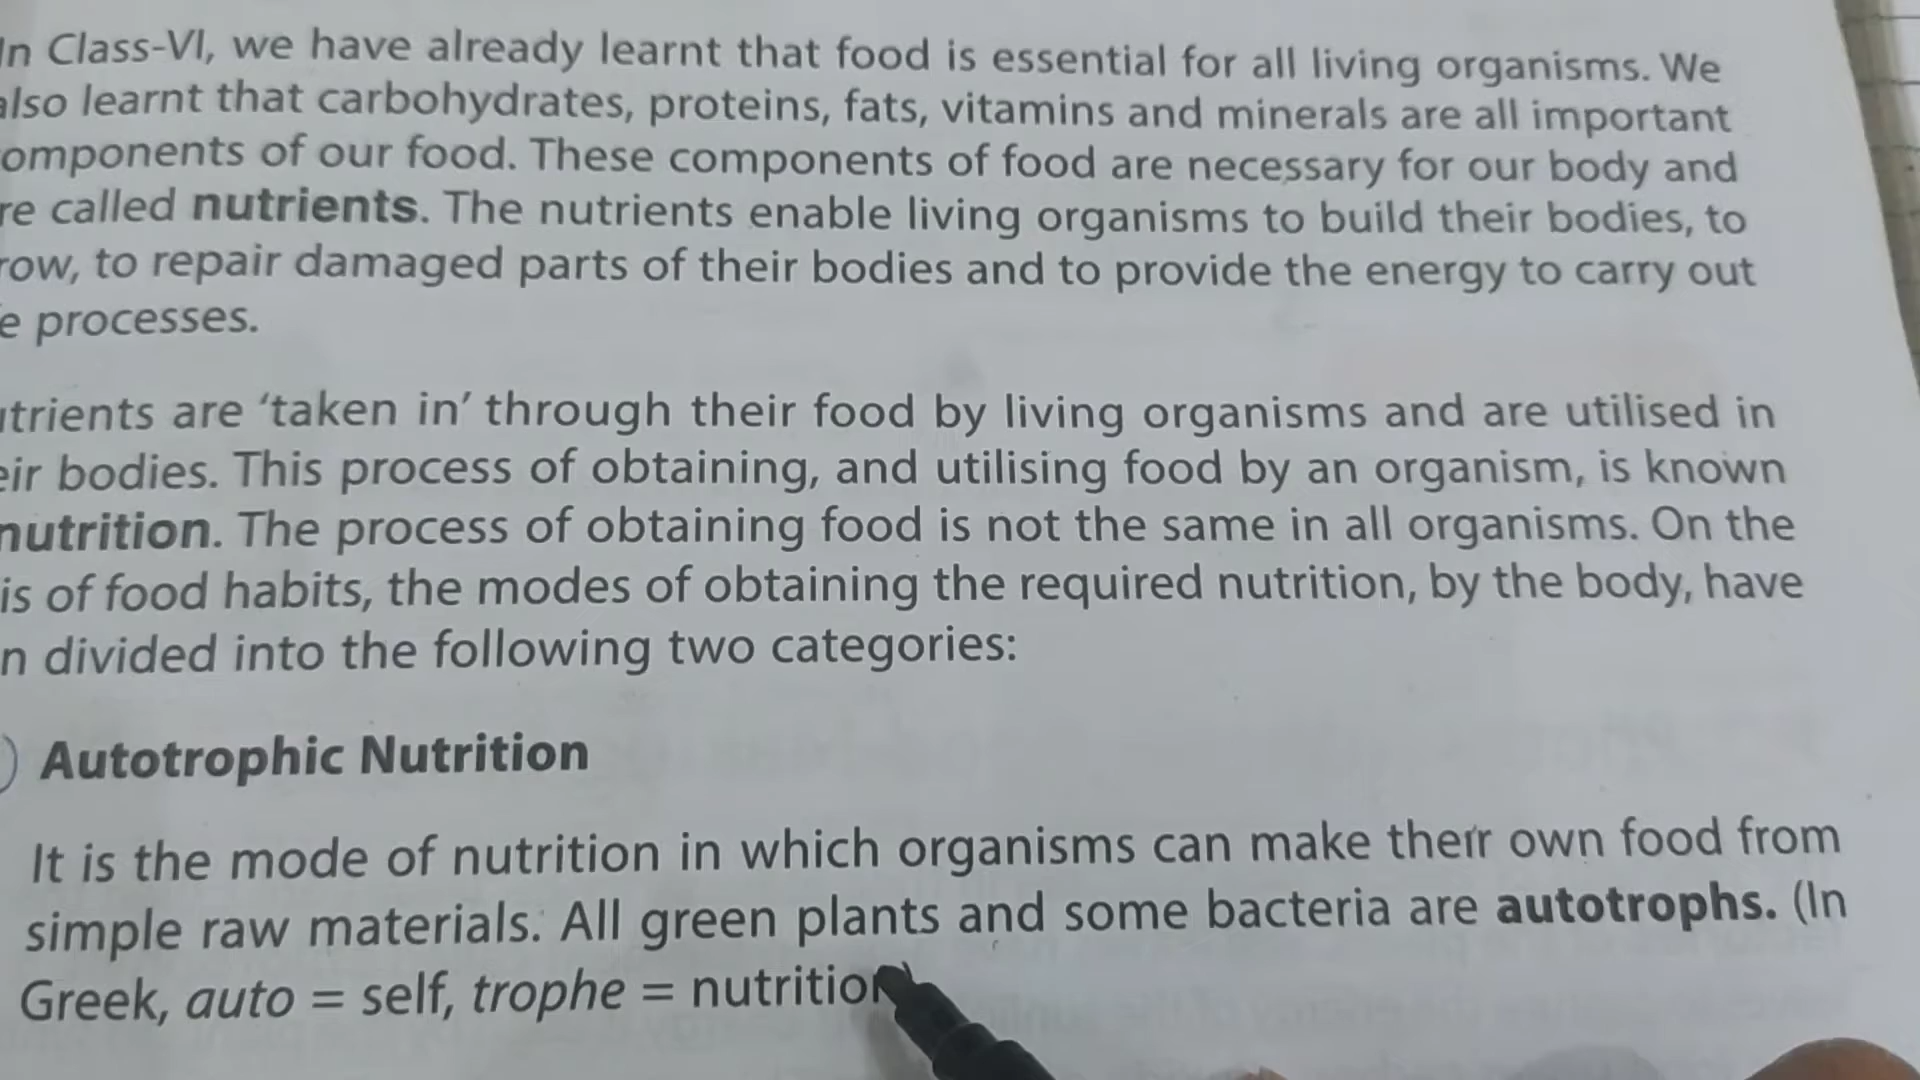 In Class-VI, we have already learnt that food is essential for all living organisms. We
also learnt that carbohydrates, proteins, fats, vitamins and minerals are all important
omponents of our food. These components of food are necessary for our body and
re called nutrients. The nutrients enable living organisms to build their bodies, to
row, to repair damaged parts of their bodies and to provide the energy to carry out
e processes.
utrients are ‘taken in’ through their food by living organisms and are utilised in
eir bodies. This process of obtaining, and utilising food by an organism, is known
nutrition. The process of obtaining food is not the same in all organisms. On the
is of food habits, the modes of obtaining the required nutrition, by the body, have
n divided into the following two categories:
) Autotrophic Nutrition
It is the mode of nutrition in which organisms can make their own food from
simple raw materials. All green plants and some bacteria are autotrophs. (In
Greek, auto = self, trophe = nutrition)